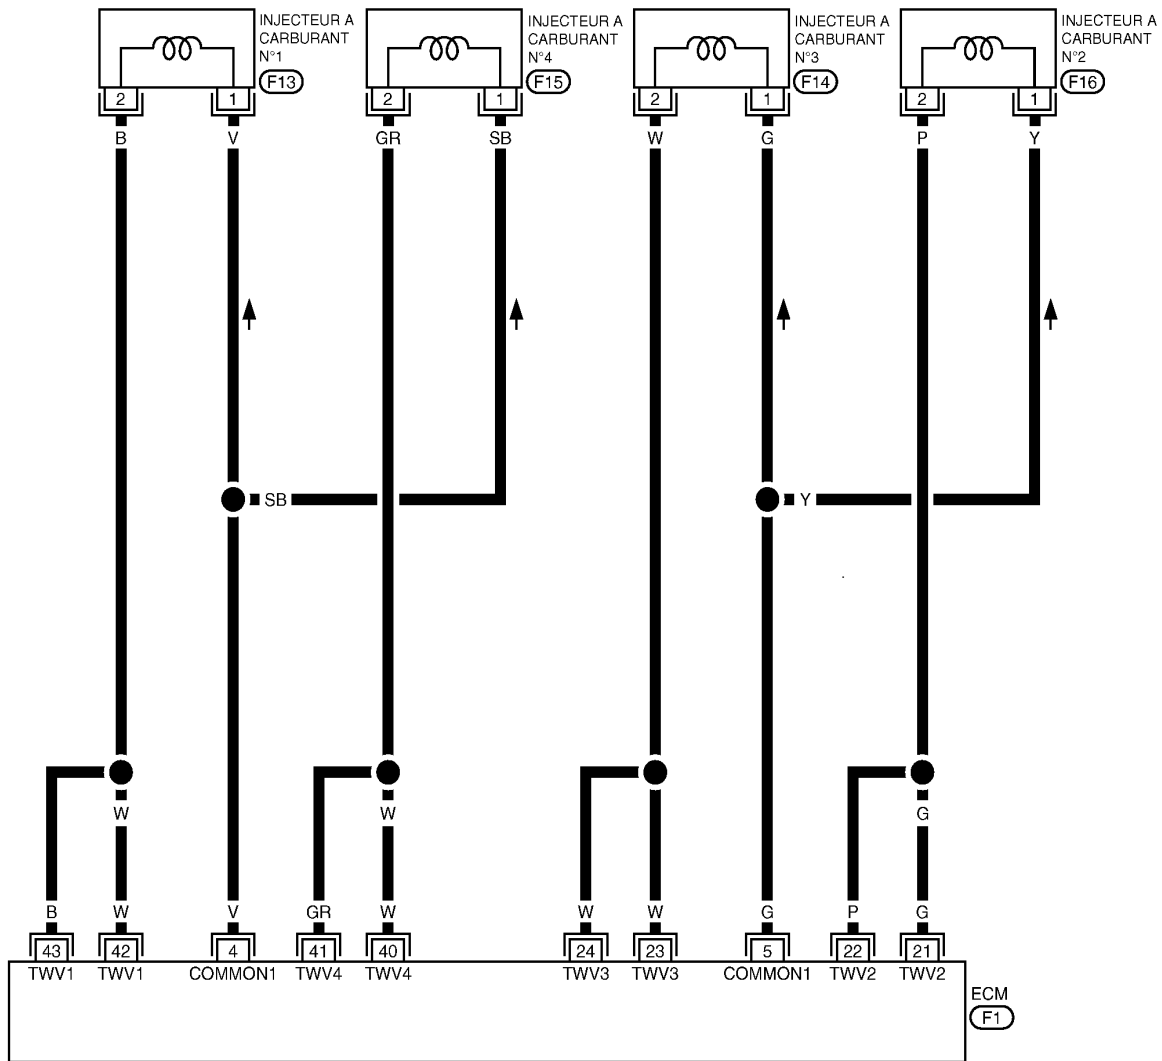 INJECTEUR A
CARBURANT
N°1
F13
INJECTEUR A
CARBURANT
N°4
F15
INJECTEUR A
CARBURANT
N°3
F14
INJECTEUR A
CARBURANT
N°2
F16
2 1 2 1 2 1 2 1
B V GR SB W G P Y
SB Y
W W G
B W V GR W W W G P G
43 42 4 41 40 24 23 5 22 21
TWV1 TWV1 COMMON1 TWV4 TWV4 TWV3 TWV3 COMMON1 TWV2 TWV2
ECM
F1